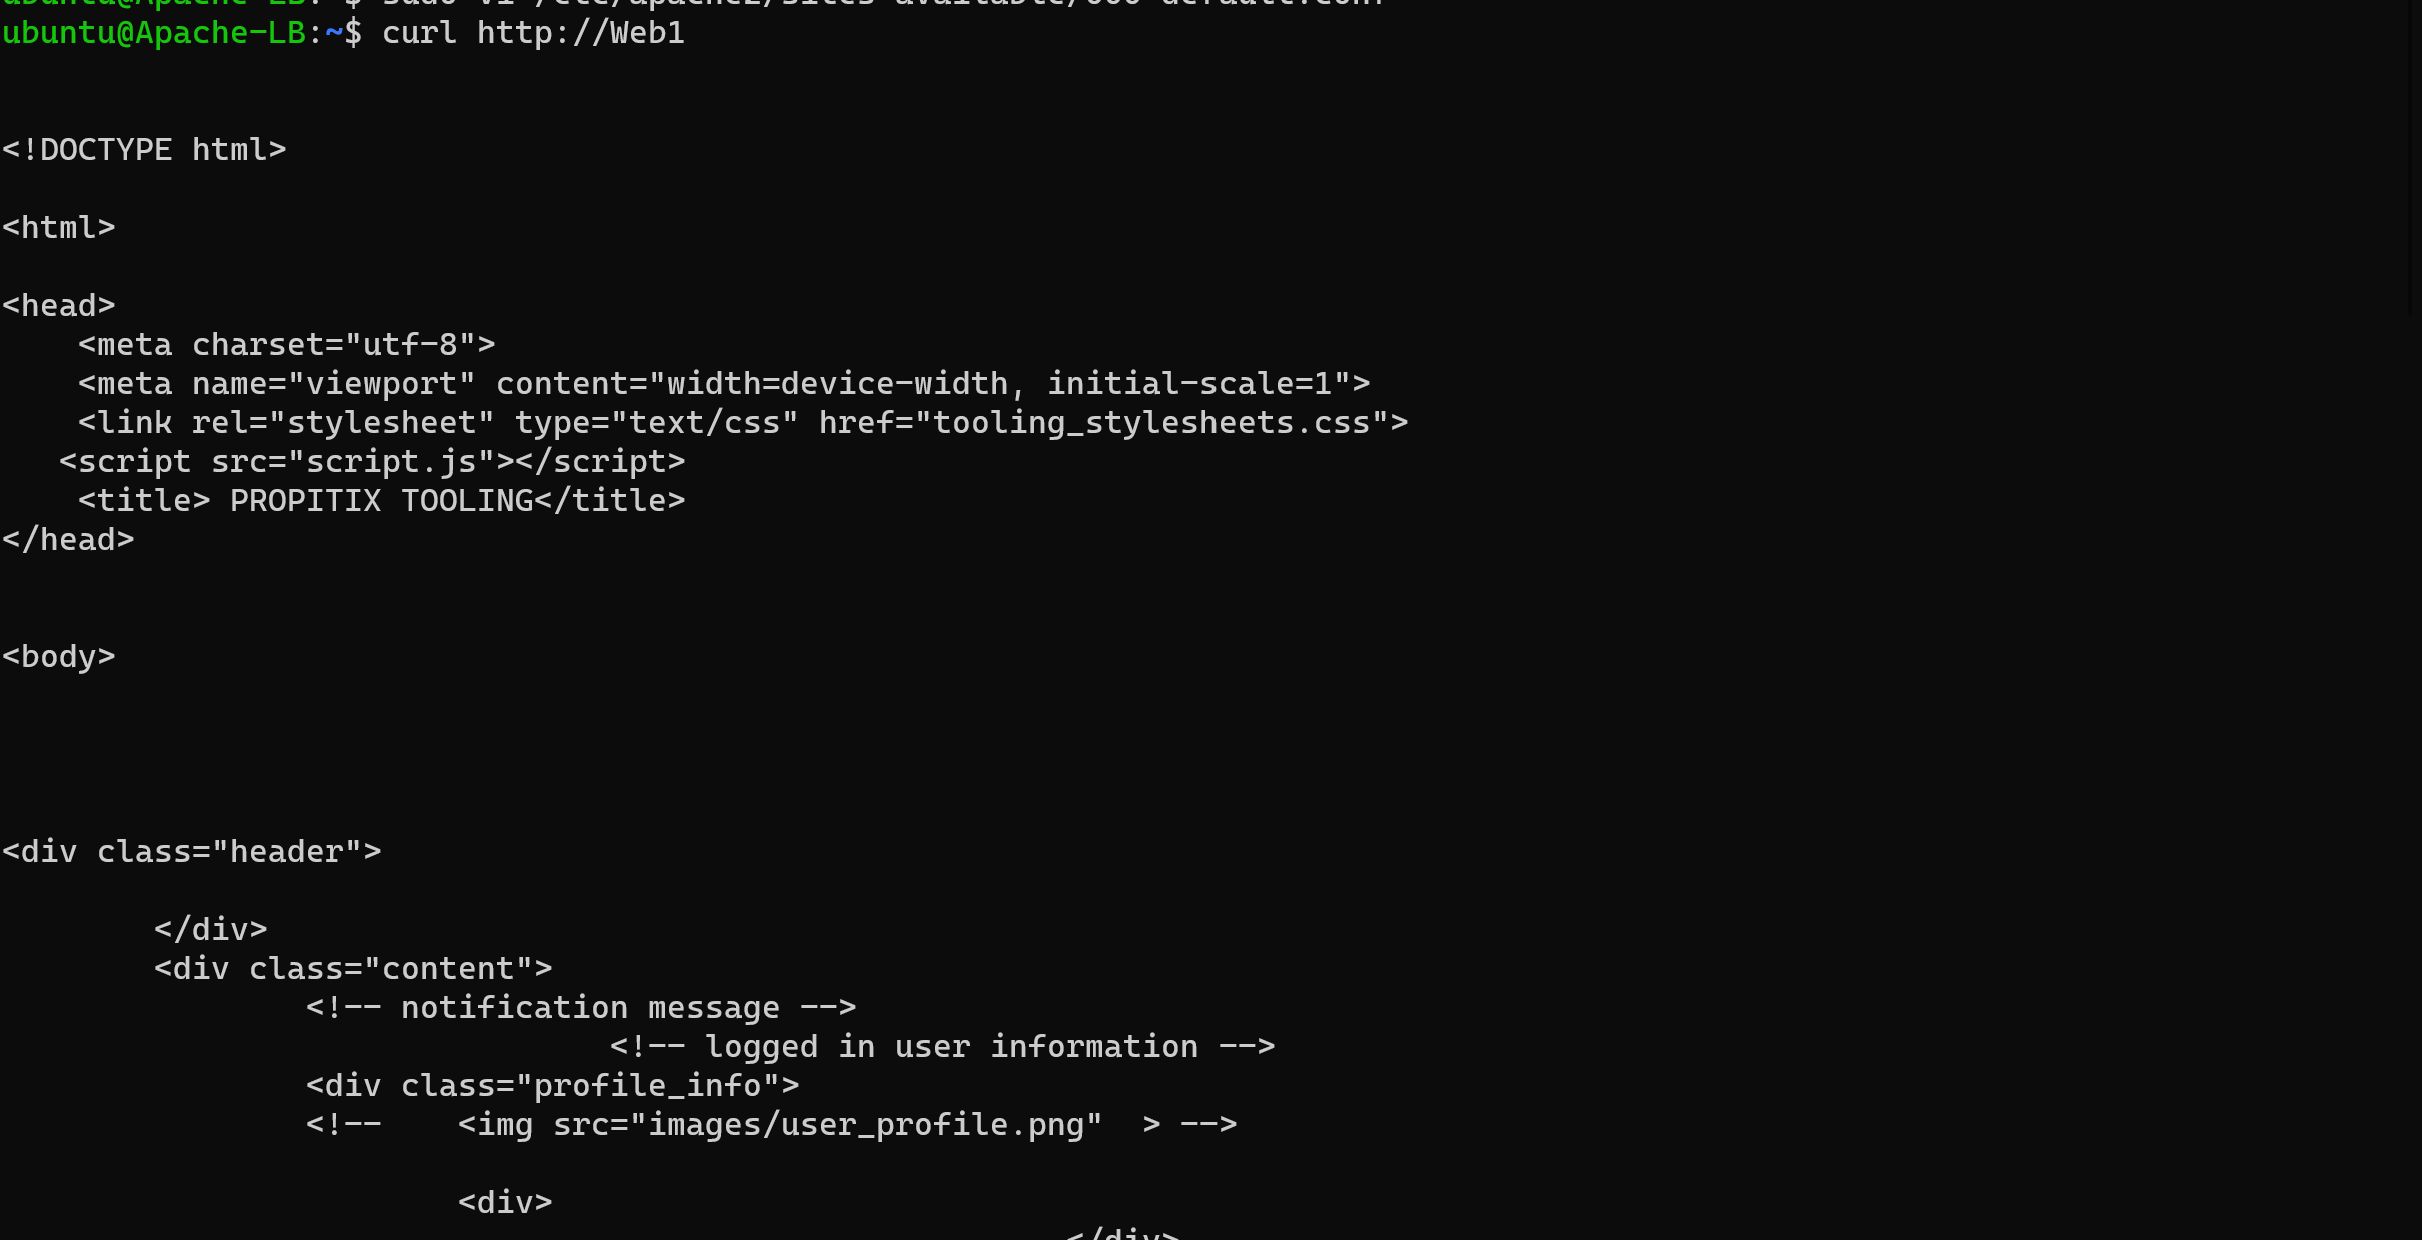 ubuntu@Apache-LB:~$ sudo vi /etc/apache2/sites-available/000-default.conf
ubuntu@Apache-LB:~$ curl http://Web1
<!DOCTYPE html>
<html>
<head>
    <meta charset="utf-8">
    <meta name="viewport" content="width=device-width, initial-scale=1">
    <link rel="stylesheet" type="text/css" href="tooling_stylesheets.css">
   <script src="script.js"></script>
    <title> PROPITIX TOOLING</title>
</head>
<body>
<div class="header">
        </div>
        <div class="content">
                <!-- notification message -->
                                <!-- logged in user information -->
                <div class="profile_info">
                <!--    <img src="images/user_profile.png"  > -->
                        <div>
                                                        </div>